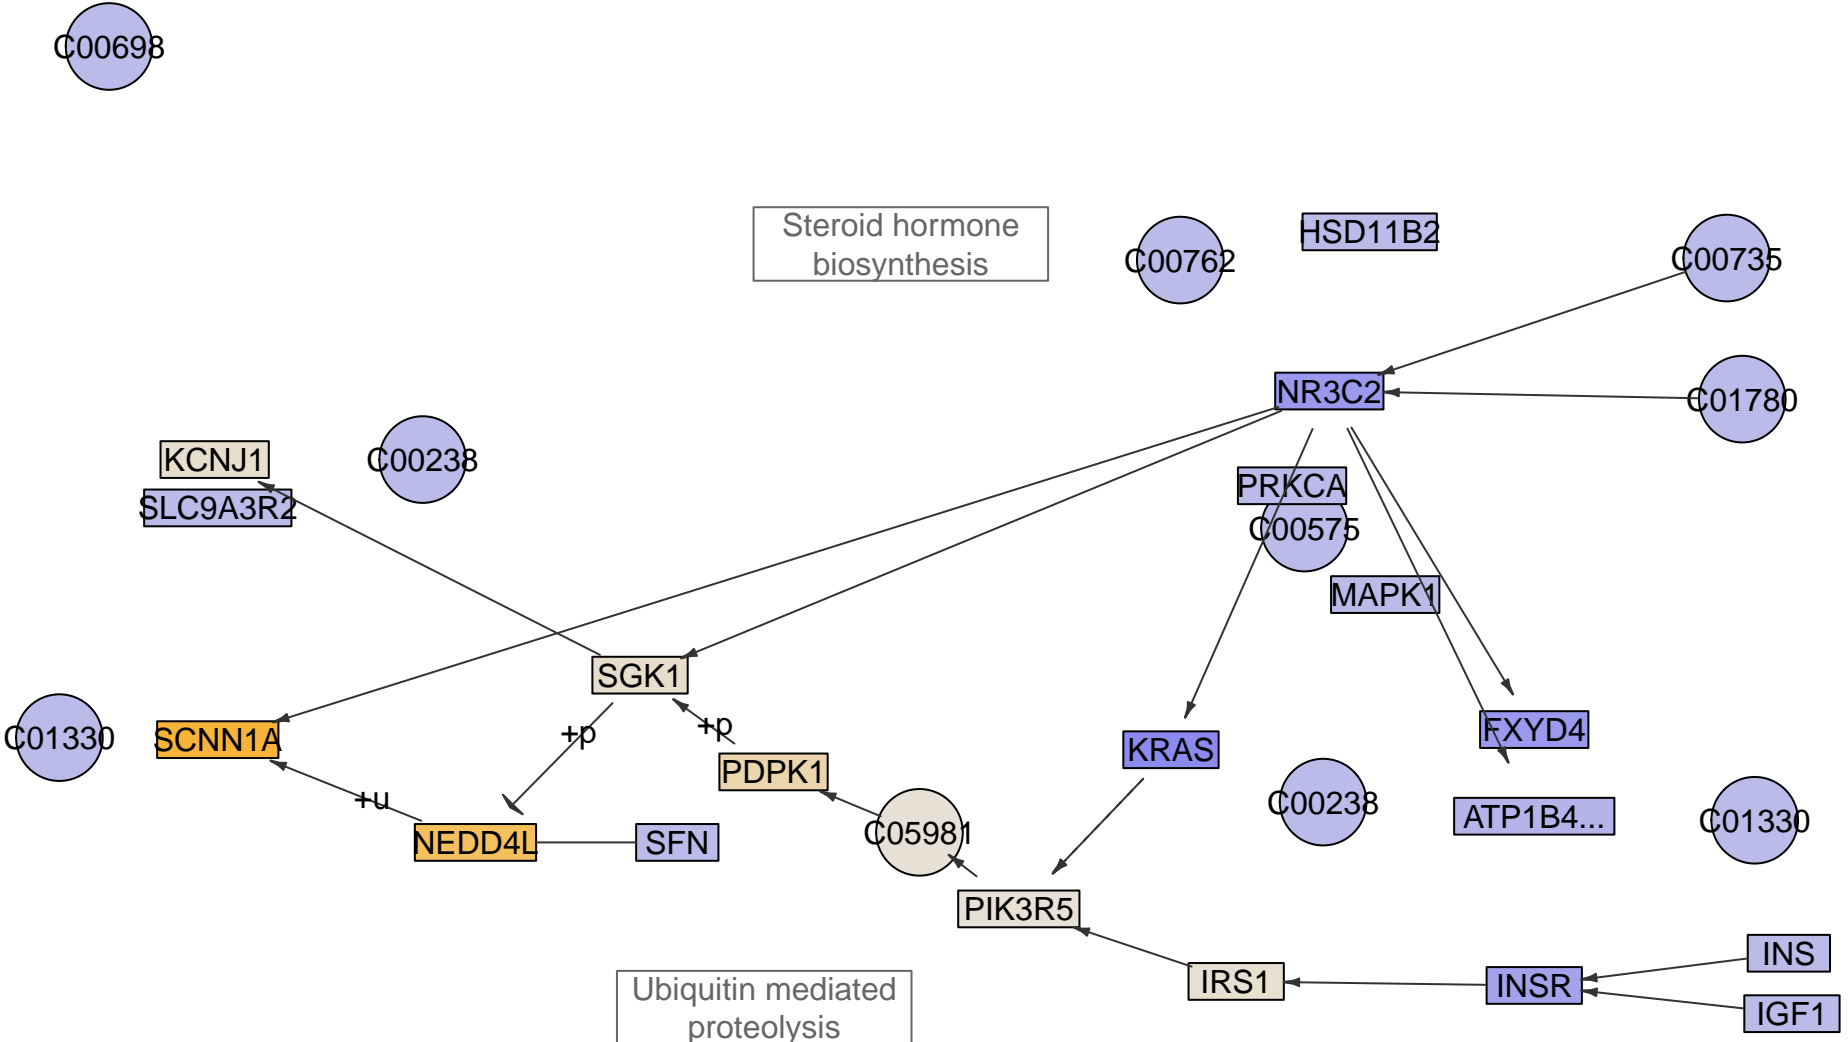 C00698
Steroid hormone
biosynthesis
HSD11B2
C00762
C00735
NR3C2
C01780
KCNJ1
C00238
SLC9A3R2
PRKCA
C00575
MAPK1
SGK1
+p
+p
C01330
SCNN1A
FXYD4
KRAS
PDPK1
+u
C00238
ATP1B4...
C01330
C05981
NEDD4L
SFN
PIK3R5
INS
IRS1
INSR
Ubiquitin mediated
proteolysis
IGF1